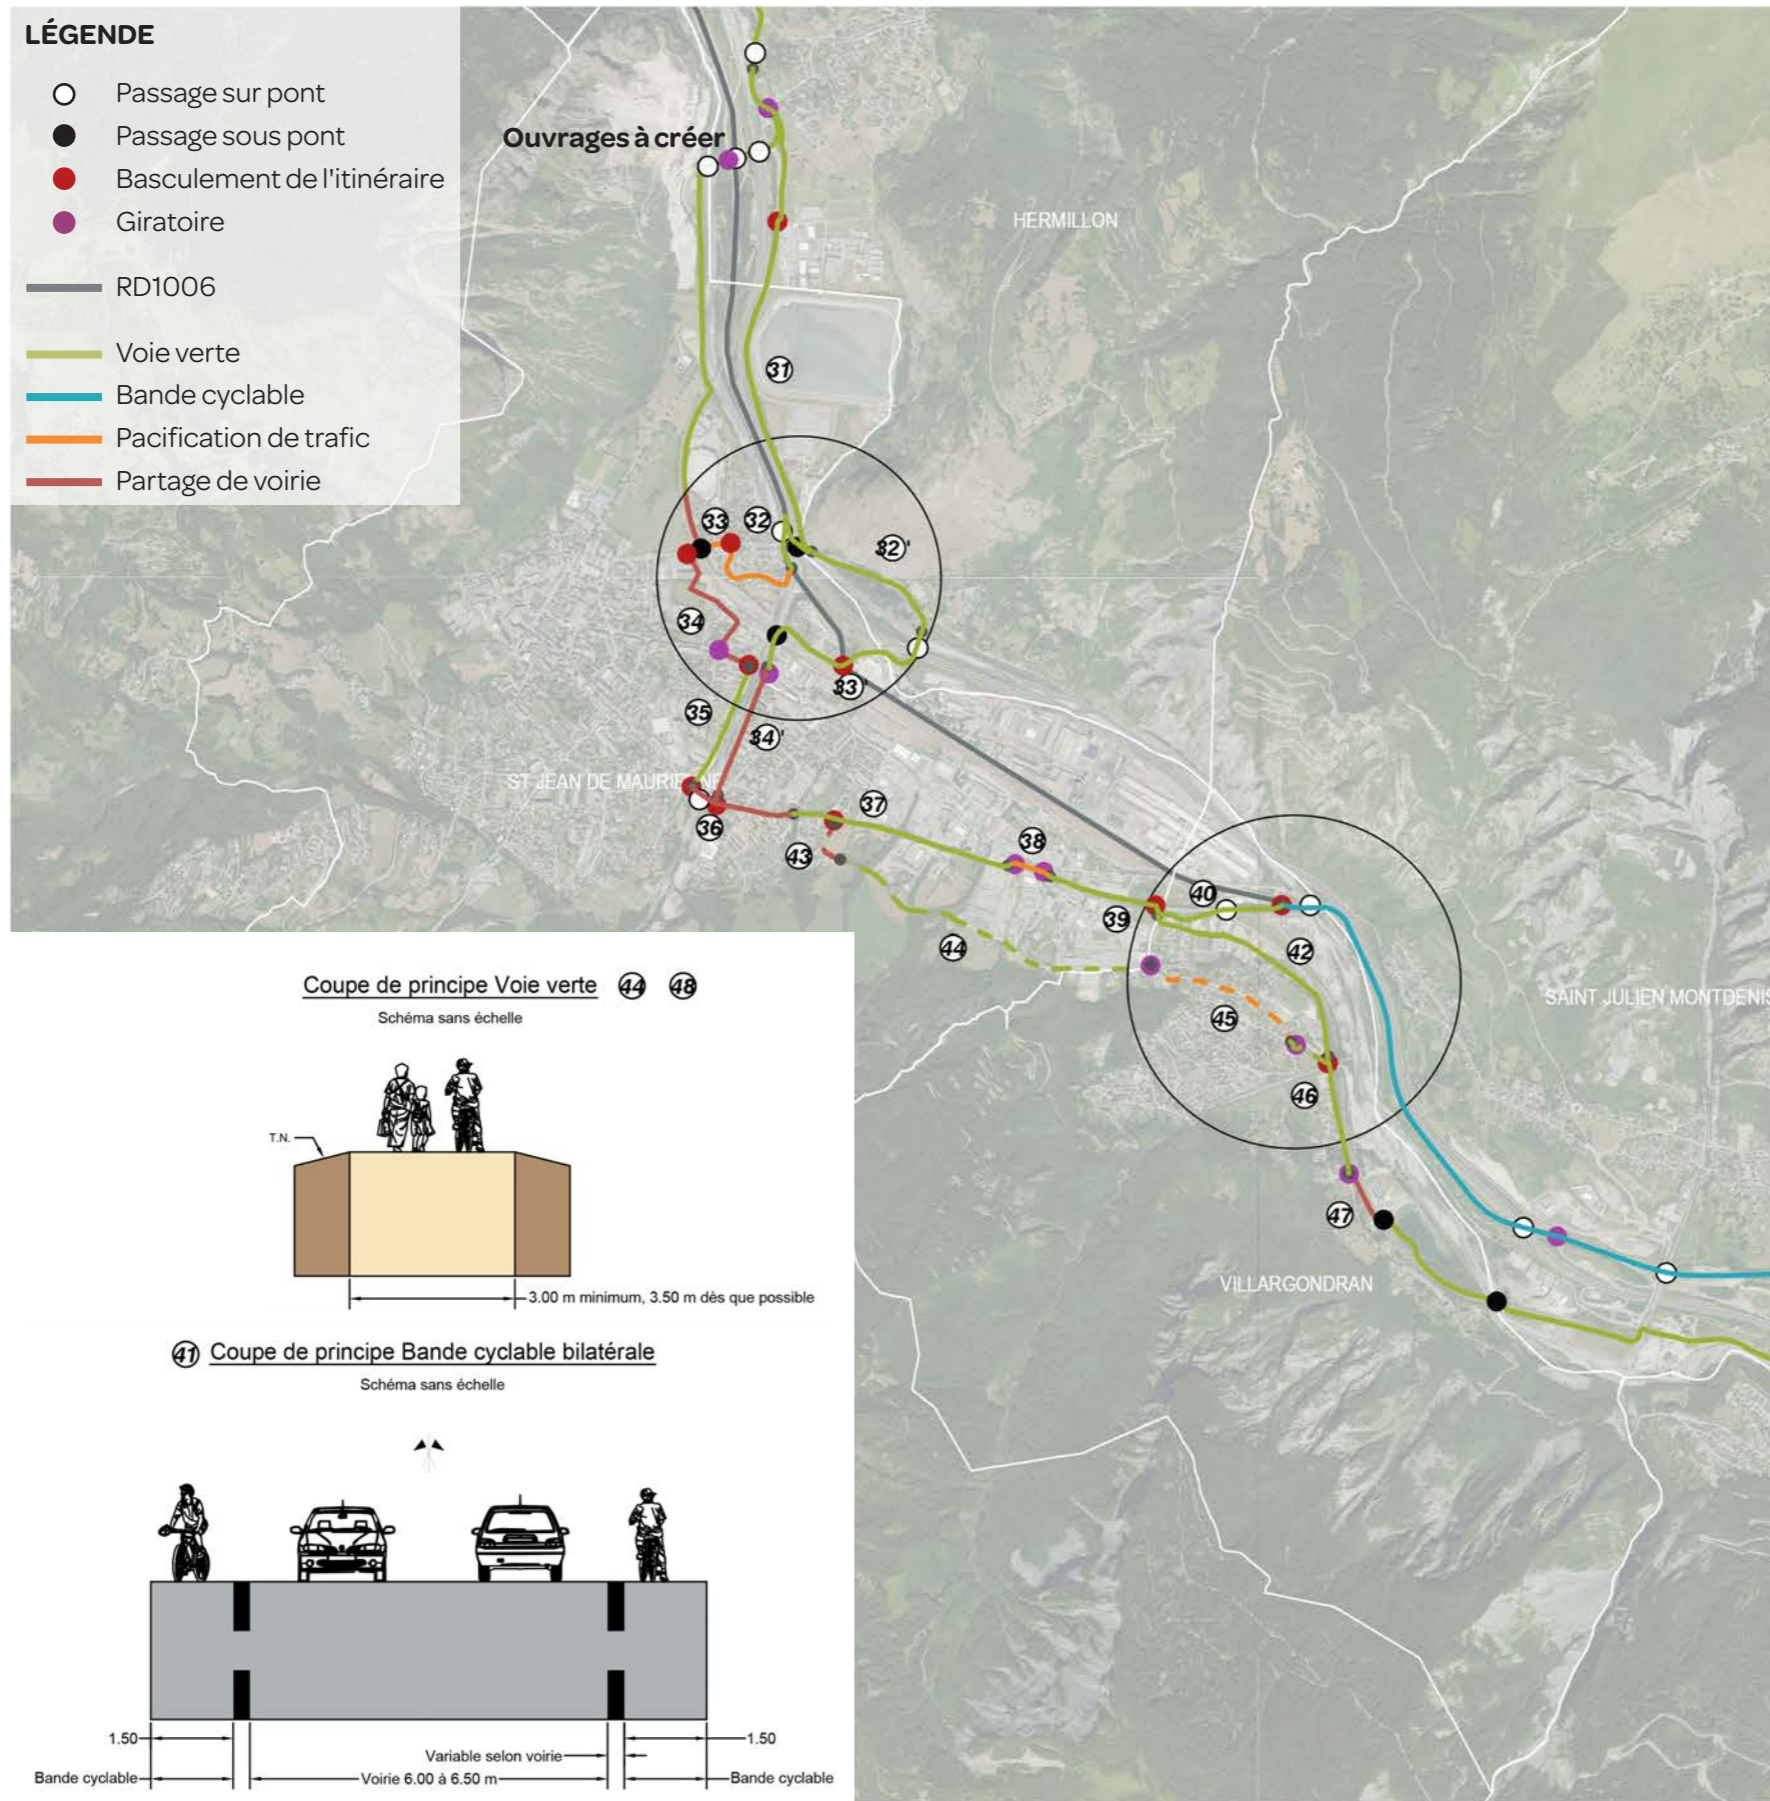 LÉGENDE
Passage sur pont
Passage sous pont
Basculement de l'itinéraire
Giratoire
RD1006
Voie verte
Bande cyclable
Pacification de trafic
Partage de voirie
Ouvrages à créer
HERMILLON
31
33
32
32'
34
33'
35
34'
ST JEAN DE MAURIENNE
36
37
43
38
39
40
44
42
SAINT JULIEN MONTDENIS
45
46
47
VILLARGONDRAN
Coupe de principe Voie verte 44 48
Schéma sans échelle
T.N.
3.00 m minimum, 3.50 m dès que possible
41 Coupe de principe Bande cyclable bilatérale
Schéma sans échelle
1.50
1.50
Variable selon voirie
Bande cyclable
Voirie 6.00 à 6.50 m
Bande cyclable